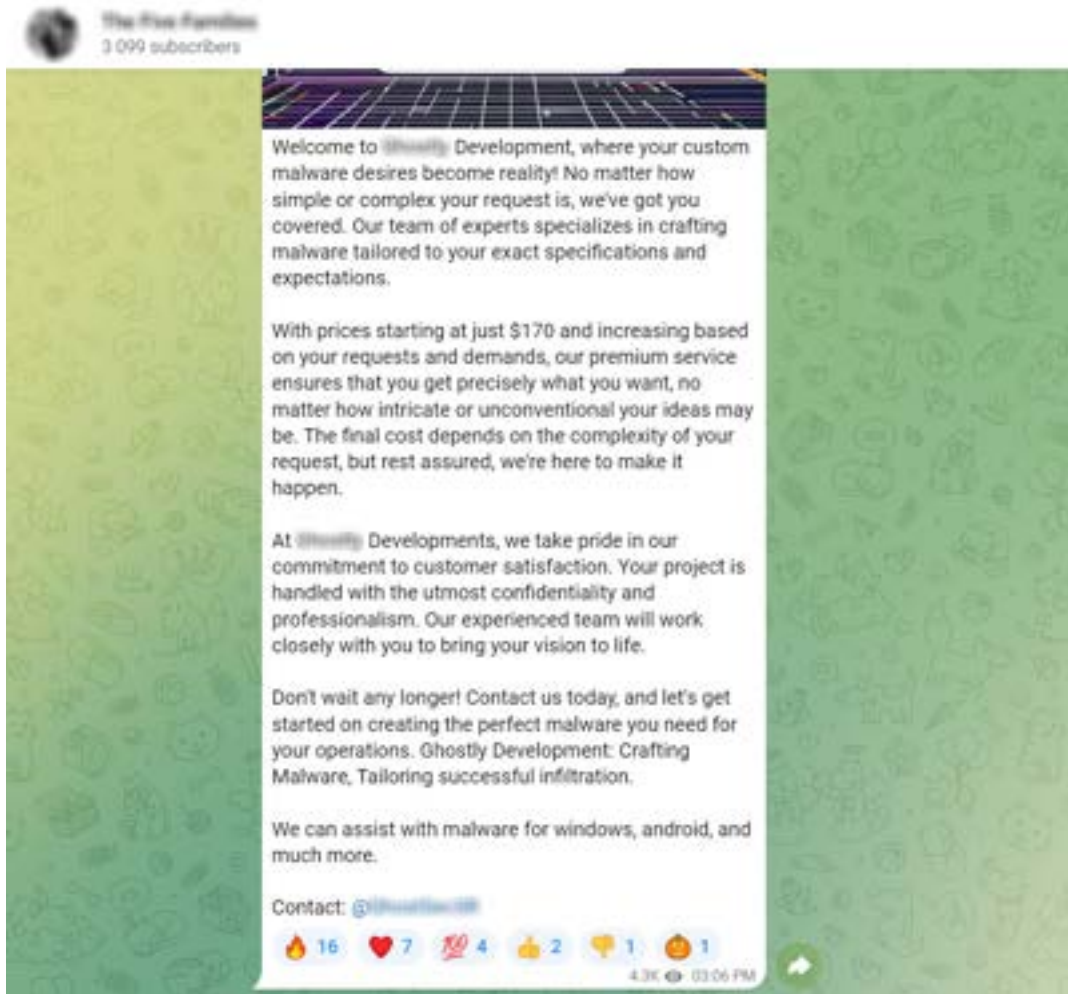 3 099 subscribers
Welcome to Development, where your custom
malware desires become reality! No matter how
simple or complex your request is, we've got you
covered. Our team of experts specializes in crafting
malware tailored to your exact specifications and
expectations.
With prices starting at just $170 and increasing based
on your requests and demands, our premium service
ensures that you get precisely what you want, no
matter how intricate or unconventional your ideas may
be. The final cost depends on the complexity of your
request, but rest assured, we're here to make it
happen.
At Developments, we take pride in our
commitment to customer satisfaction. Your project is
handled with the utmost confidentiality and
professionalism. Our experienced team will work
closely with you to bring your vision to life.
Don't wait any longer! Contact us today, and let's get
started on creating the perfect malware you need for
your operations. Ghostly Development: Crafting
Malware, Tailoring successful infiltration.
We can assist with malware for windows, android, and
much more.
Contact: @
16 7 4 2 1 1
4.3K 03:06 PM